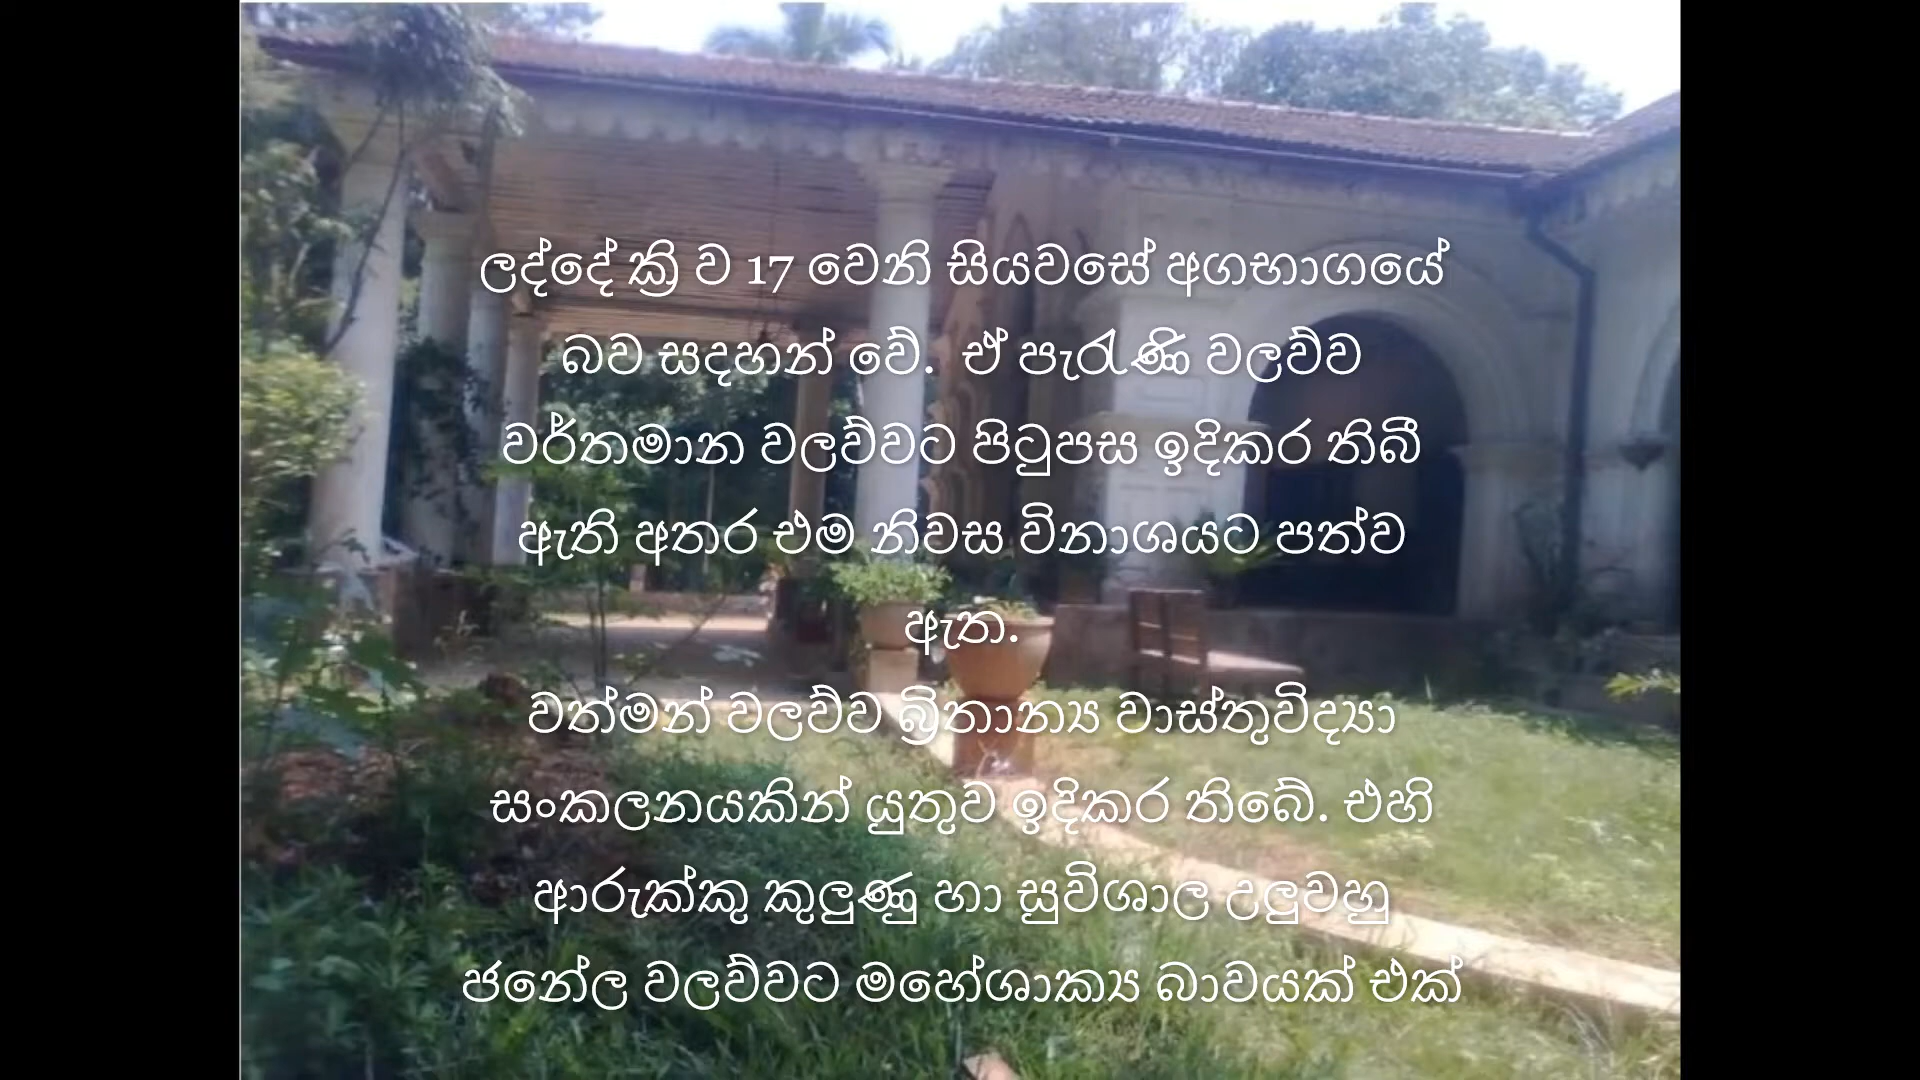 ලද්දේ ක්‍රි ව 17 වෙනි සියවසේ අගභාගයේ
බව සඳහන් වේ.  ඒ පැරැණි වලව්ව
වර්තමාන වලව්වට පිටුපස ඉදිකර තිබී
ඇති අතර එම නිවස විනාශයට පත්ව
ඇත.
වත්මන් වලව්ව බ්‍රිතාන්‍ය වාස්තුවිද්‍යා
සංකලනයකින් යුතුව ඉදිකර තිබේ. එහි
ආරුක්කු කුලුණු හා සුවිශාල උලුවහු
ජනේල වලව්වට මහේශාක්‍ය බාවයක් එක්